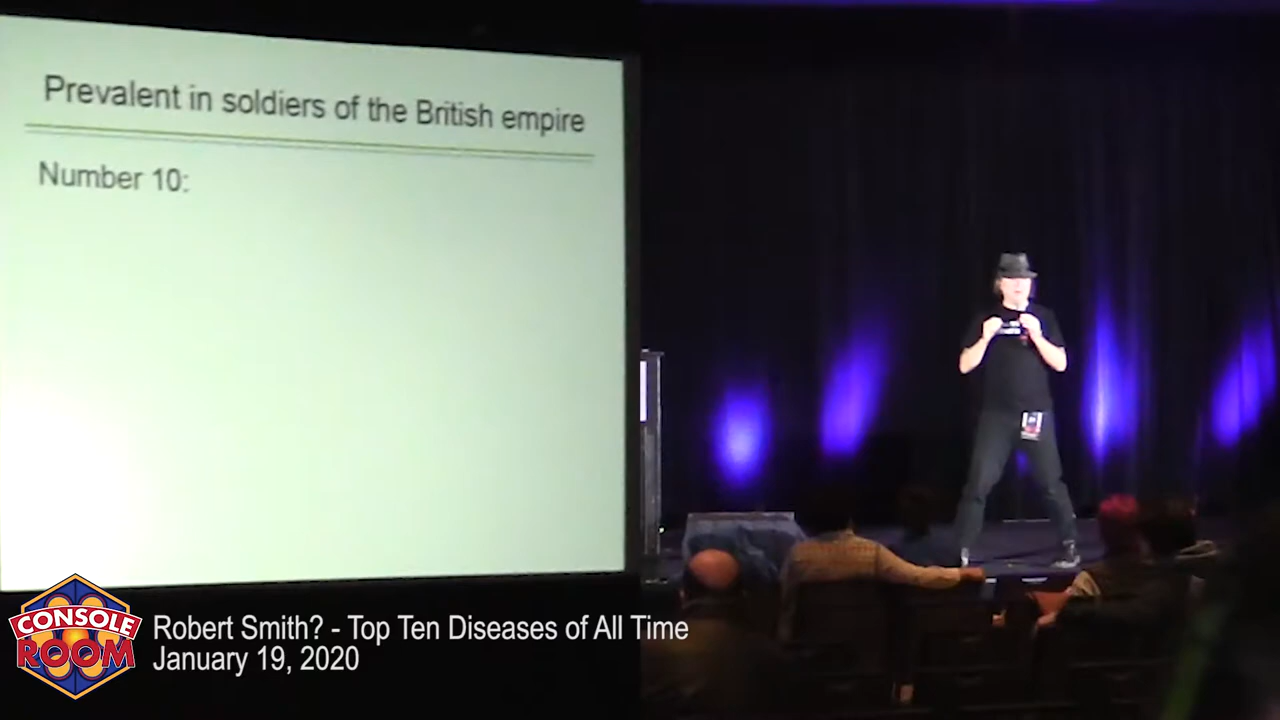 Prevalent in soldiers of the British empire
Number 10:
CONSOLE
ROOM
Robert Smith? - Top Ten Diseases of All Time
January 19, 2020